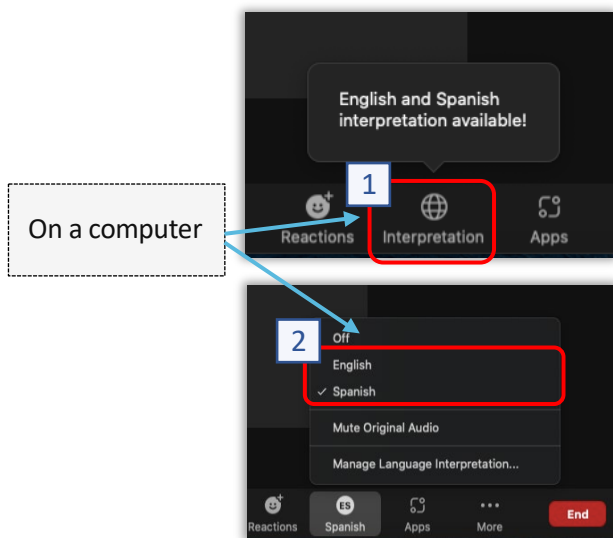 English and Spanish
interpretation available!
1
Reactions
Interpretation
Apps
On a computer
2
Off
English
✓ Spanish
Mute Original Audio
Manage Language Interpretation...
ES
Reactions
Spanish
Apps
More
End